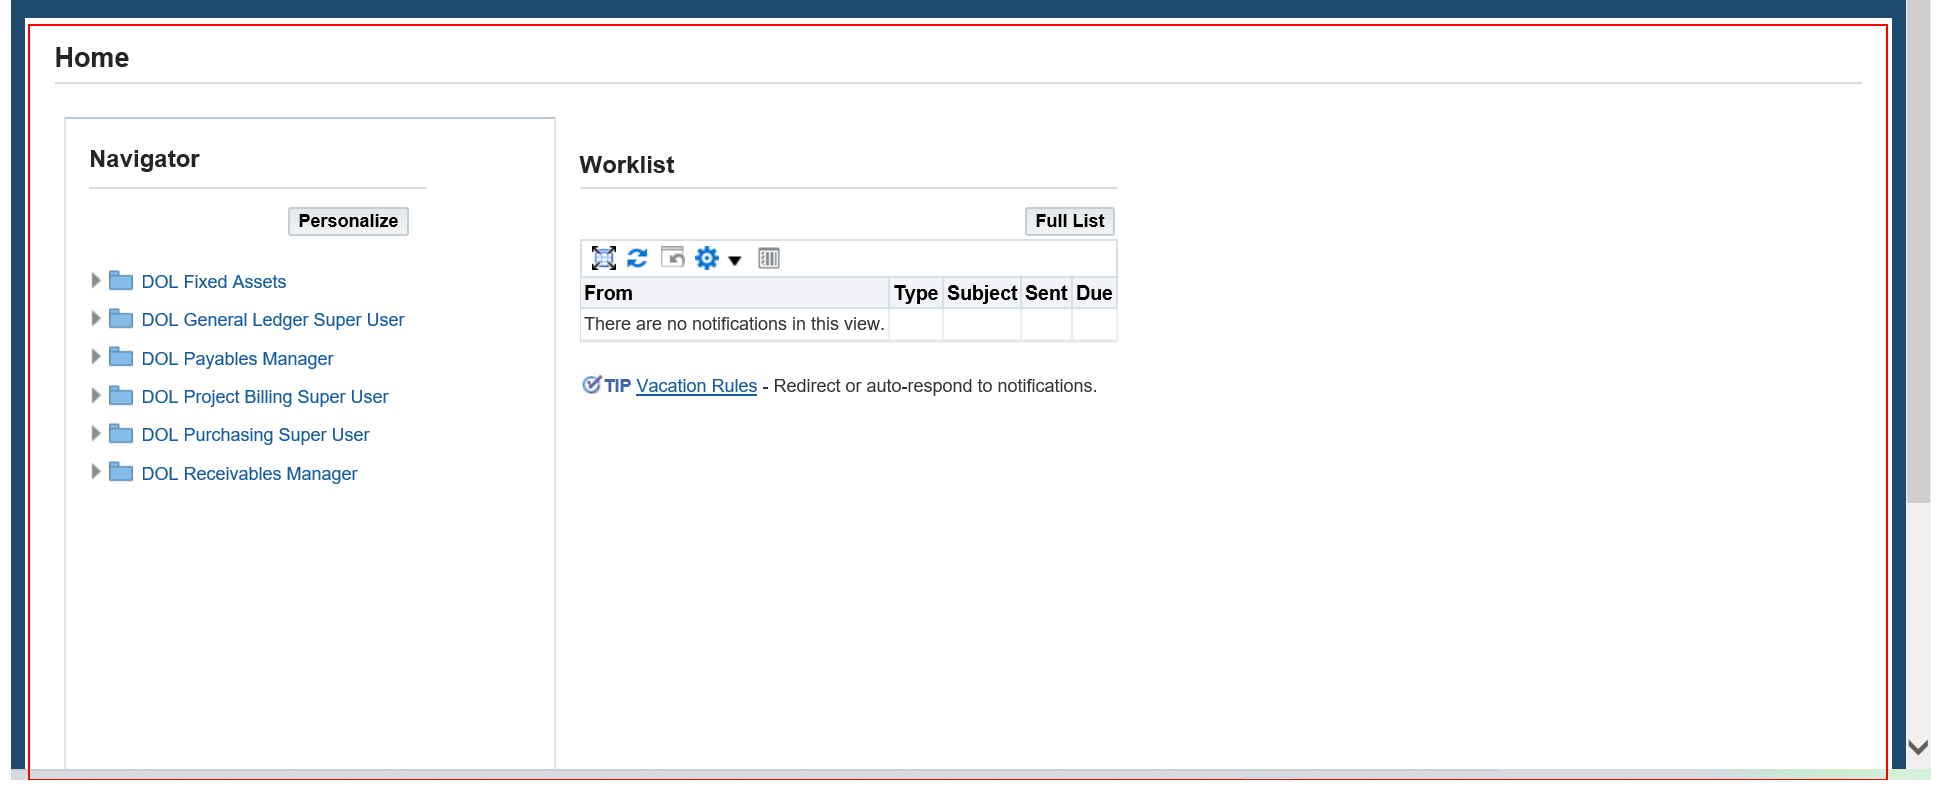 Home
Navigator
Personalize
DOL Fixed Assets
DOL General Ledger Super User
DOL Payables Manager
DOL Project Billing Super User
DOL Purchasing Super User
DOL Receivables Manager
Worklist
Full List
From Type Subject Sent Due
There are no notifications in this view.
TIP Vacation Rules - Redirect or auto-respond to notifications.